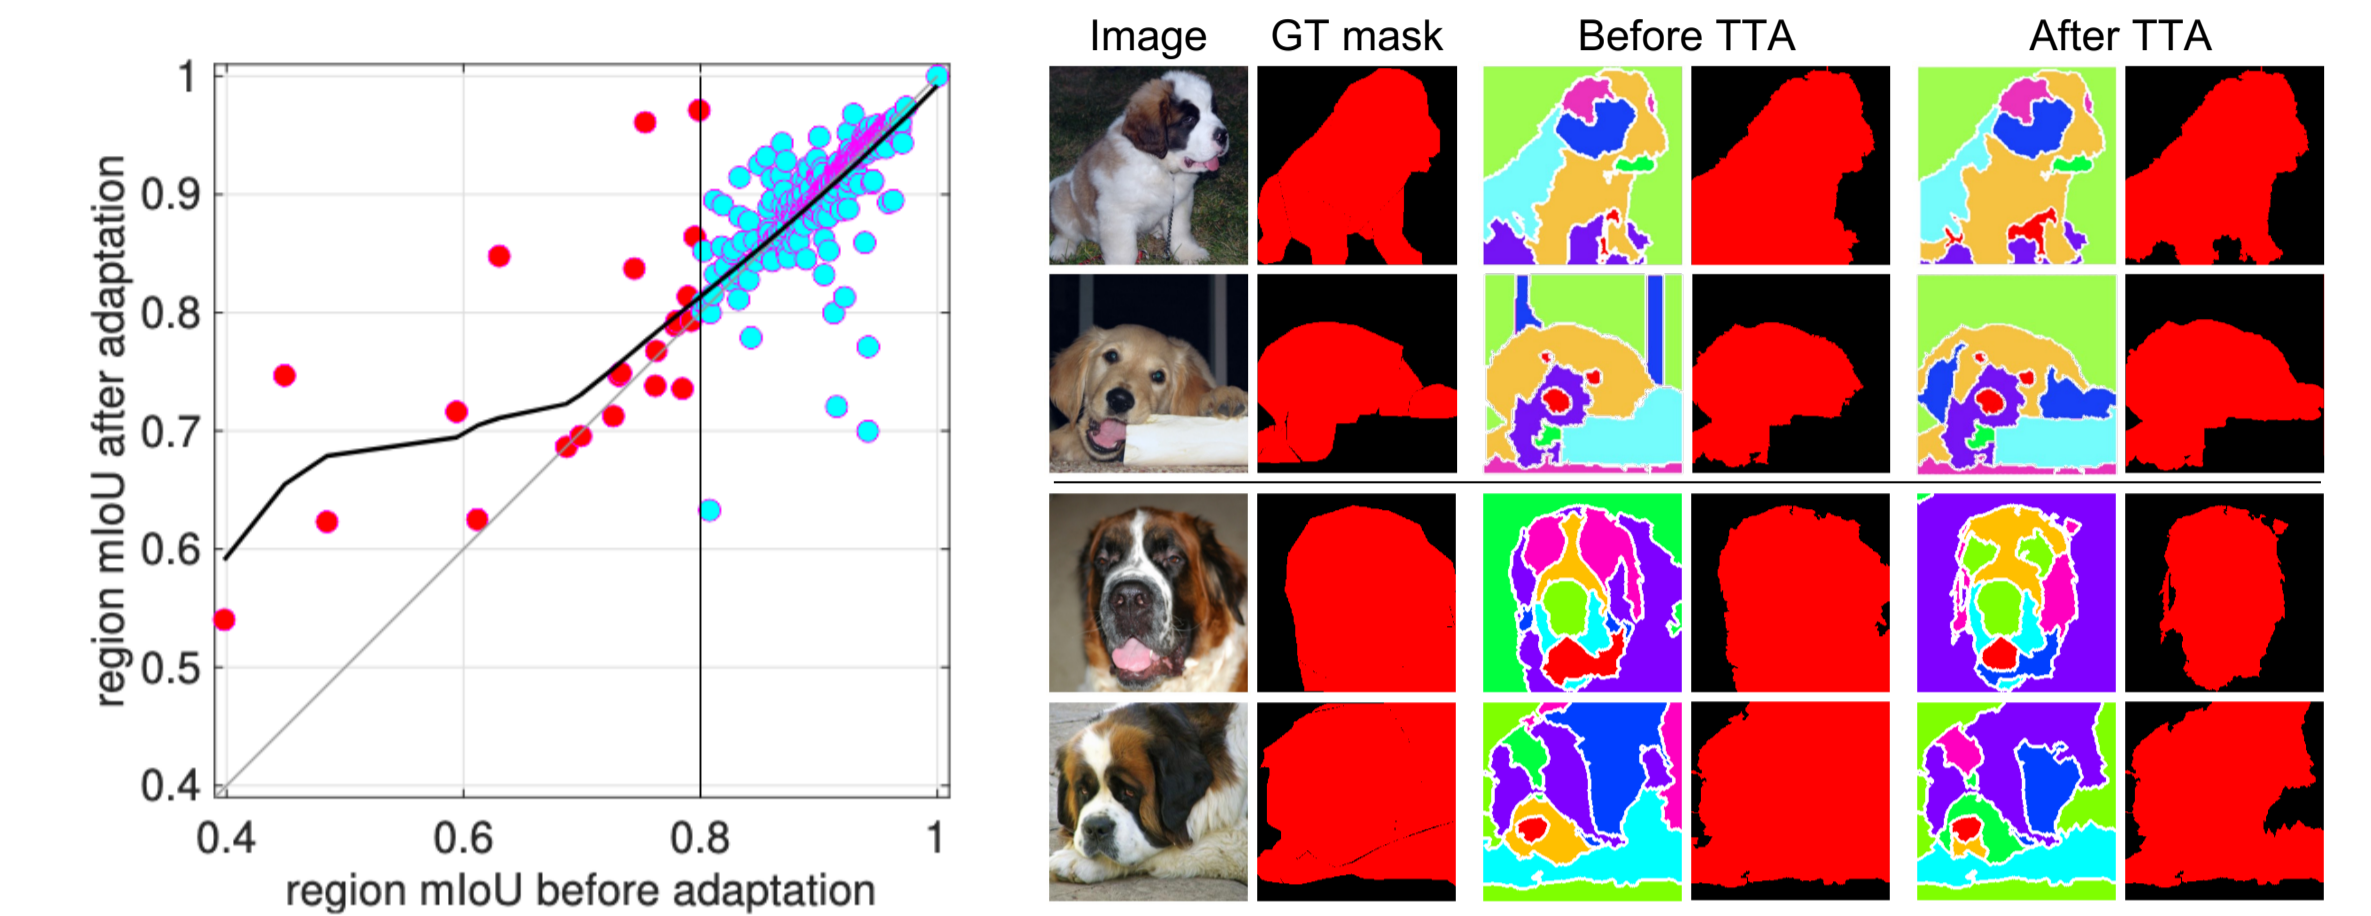 Image GT mask Before TTA After TTA
1
0.9
0.8
0.7
0.6
0.5
0.4
region mIoU after adaptation
0.4 0.6 0.8 1
region mIoU before adaptation